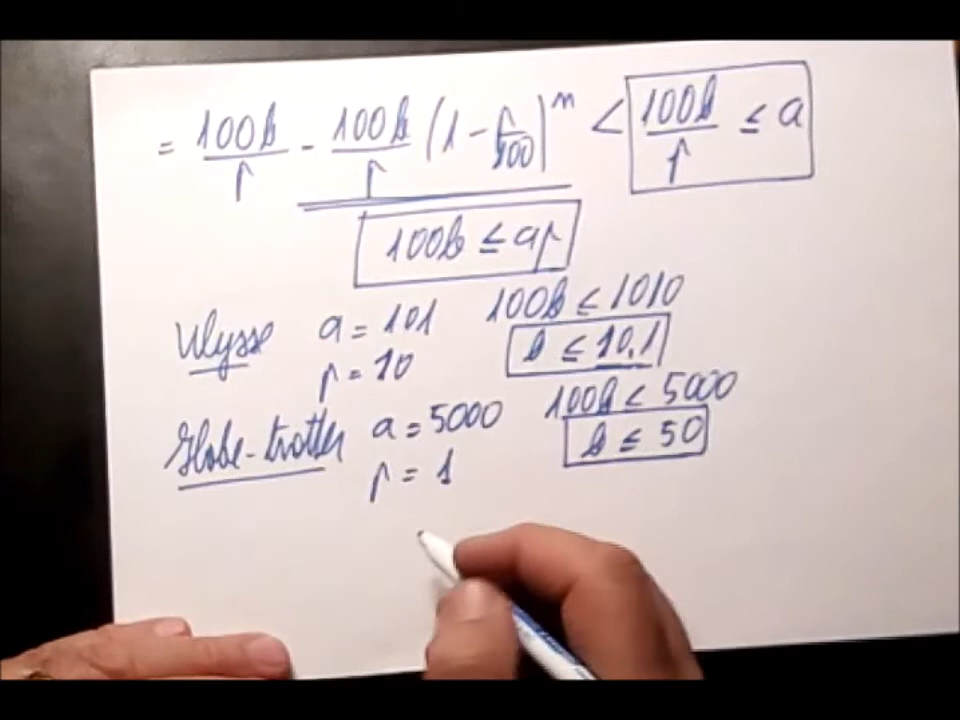 = 100b/r - 100b/r (1 - r/100)^n < 100b/r ≤ a
100b ≤ ar
Ulysse a = 101 100b ≤ 1010
r = 10 b ≤ 10,1
Globe-trotter a = 5000 100b ≤ 5000
r = 1 b ≤ 50